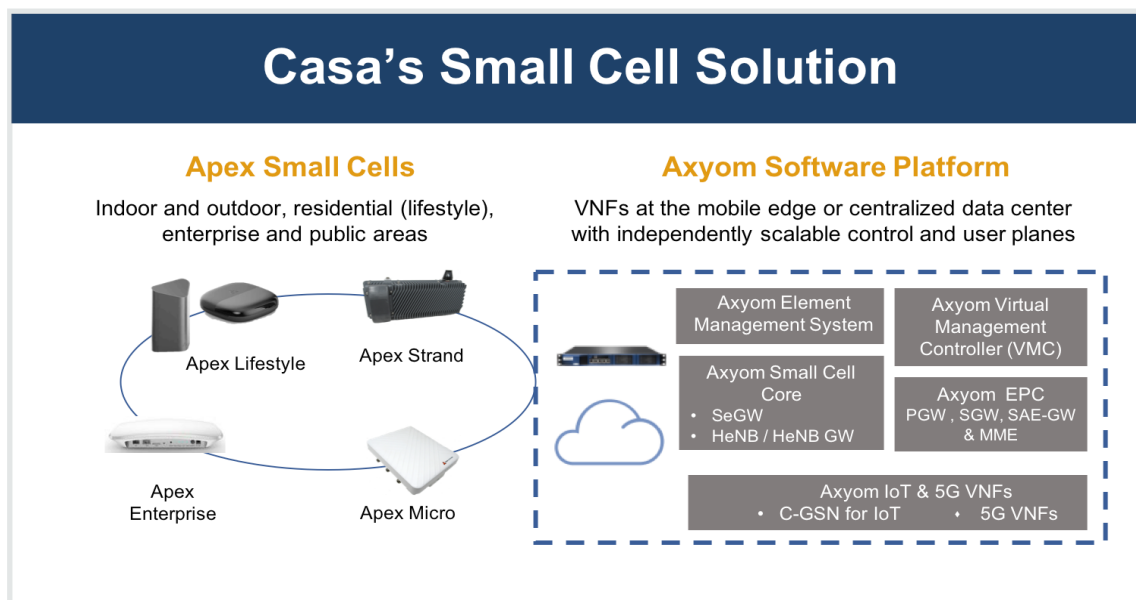 Casa's Small Cell Solution
Apex Small Cells
Indoor and outdoor, residential (lifestyle),
enterprise and public areas
Apex Lifestyle
Apex Strand
Apex
Enterprise
Apex Micro
Axyom Software Platform
VNFs at the mobile edge or centralized data center
with independently scalable control and user planes
Axyom Element
Management System
Axyom Virtual
Management
Controller (VMC)
Axyom Small Cell
Core
• SeGW
• HeNB / HeNB GW
Axyom EPC
PGW , SGW, SAE-GW
& MME
Axyom IoT & 5G VNFs
• C-GSN for IoT ♦ 5G VNFs